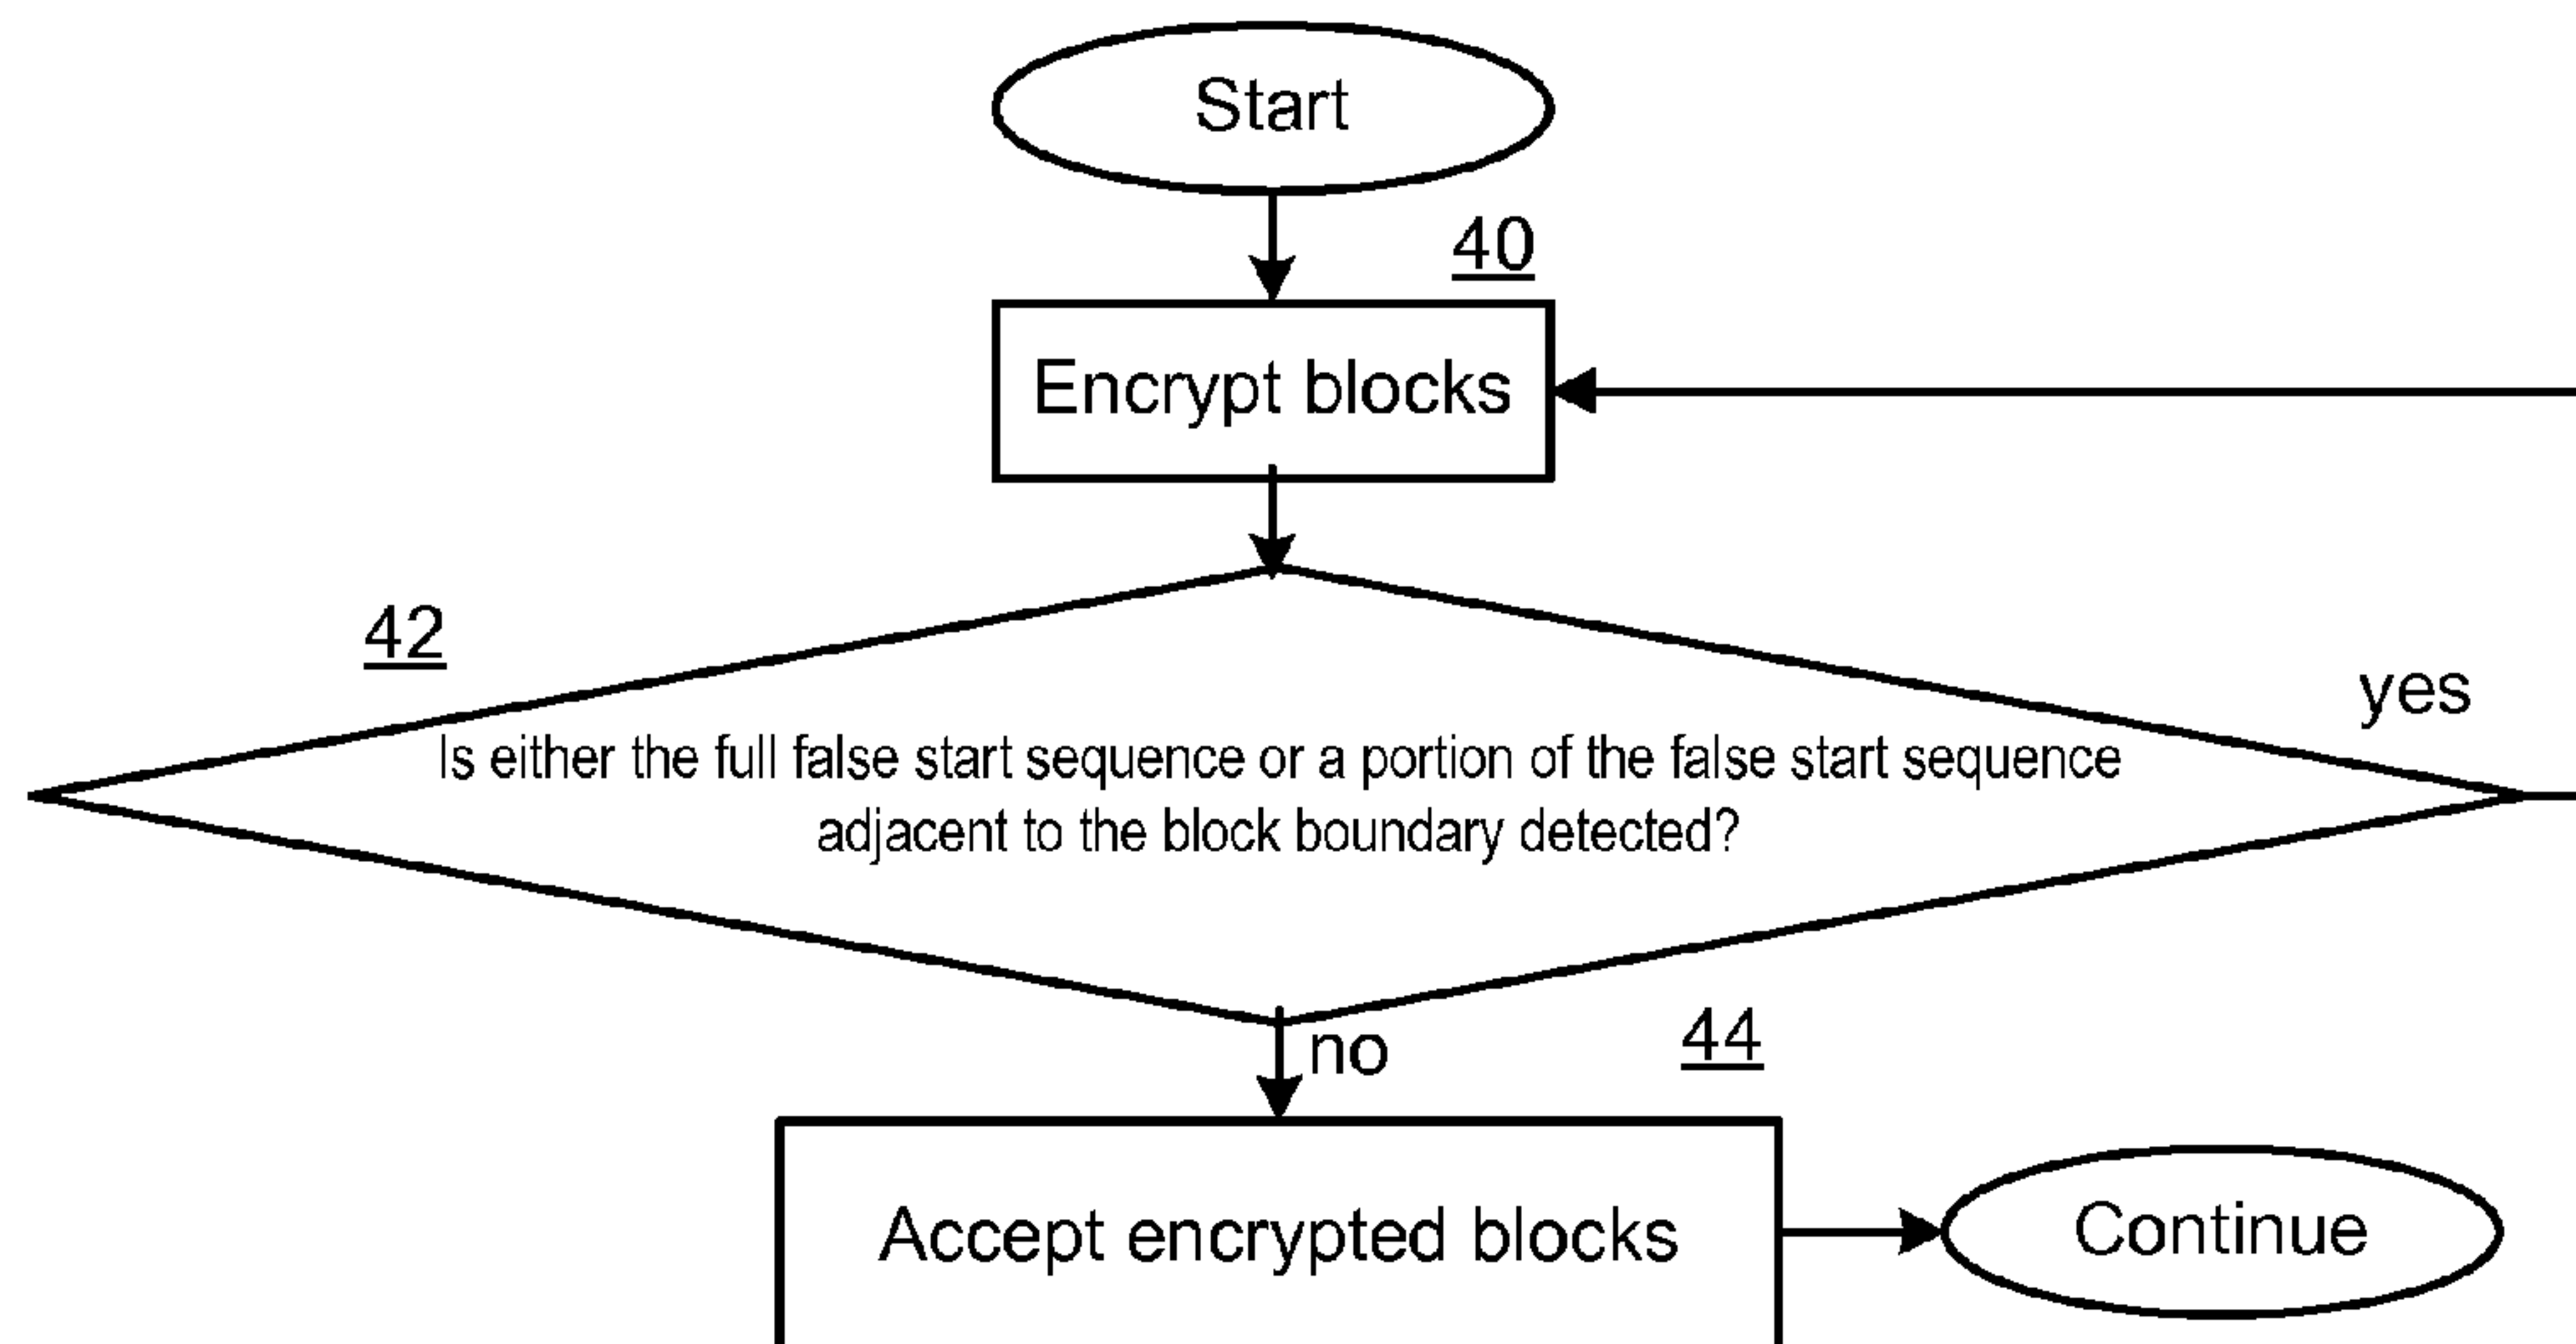 Start
40
Encrypt blocks
42
yes
Is either the full false start sequence or a portion of the false start sequence
adjacent to the block boundary detected?
no
44
Accept encrypted blocks
Continue